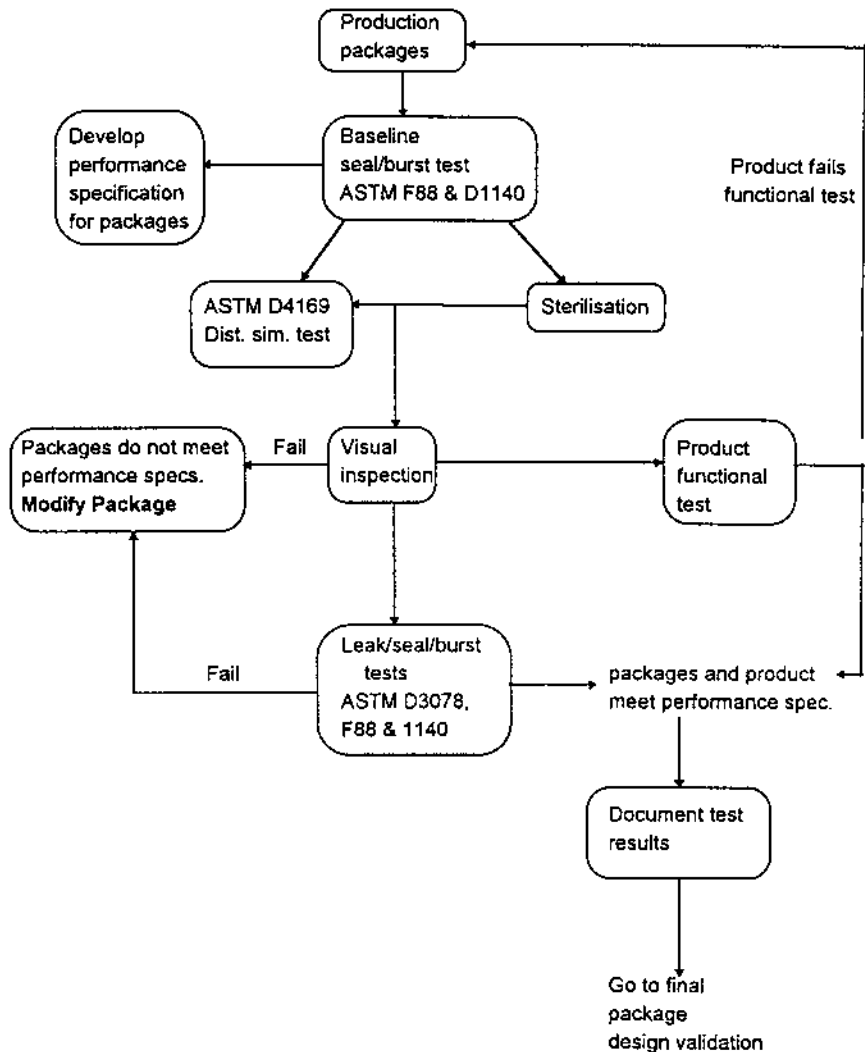 Production
packages
Develop
performance
specification
for packages
Baseline
seal/burst test
ASTM F88 & D1140
Product fails
functional test
ASTM D4169
Dist. sim. test
Sterilisation
Packages do not meet
performance specs.
Modify Package
Fail
Visual
inspection
Product
functional
test
Fail
Leak/seal/burst
tests
ASTM D3078,
F88 & 1140
packages and product
meet performance spec.
Document test
results
Go to final
package
design validation